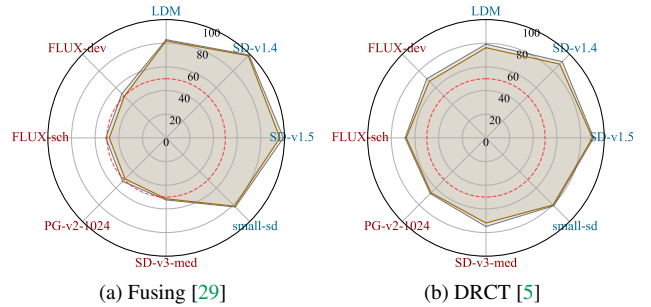 LDM
FLUX-dev
SD-v1.4
FLUX-sch
SD-v1.5
PG-v2-1024
small-sd
SD-v3-med
100
80
60
40
20
0
(a) Fusing [29]
LDM
FLUX-dev
SD-v1.4
FLUX-sch
SD-v1.5
PG-v2-1024
small-sd
SD-v3-med
100
80
60
40
20
0
(b) DRCT [5]